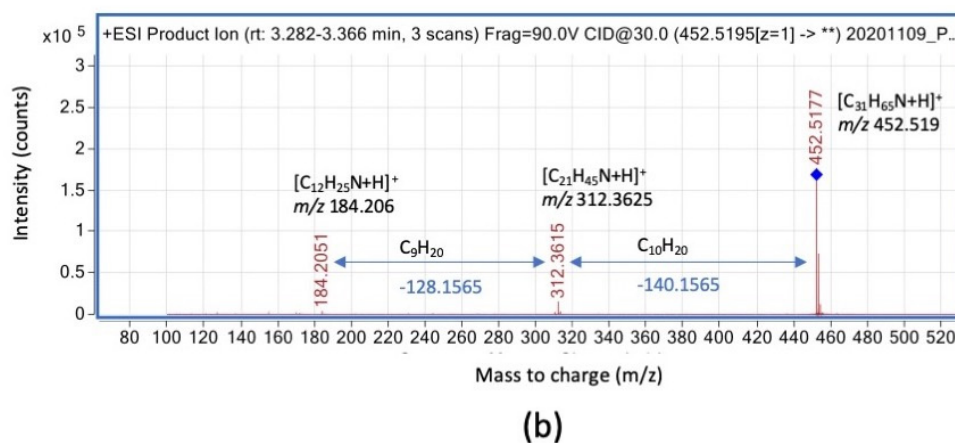 x10 5
+ESI Product Ion (rt: 3.282-3.366 min, 3 scans) Frag=90.0V CID@30.0 (452.5195[z=1] -> **) 20201109_P..
Intensity (counts)
3
2.5
2
1.5
1
0.5
0
[C₁₂H₂₅N+H]⁺
m/z 184.206
184.2051
C₉H₂₀
-128.1565
[C₂₁H₄₅N+H]⁺
m/z 312.3625
312.3615
C₁₀H₂₀
-140.1565
452.5177
[C₃₁H₆₅N+H]⁺
m/z 452.519
80 100 120 140 160 180 200 220 240 260 280 300 320 340 360 380 400 420 440 460 480 500 520
Mass to charge (m/z)
(b)